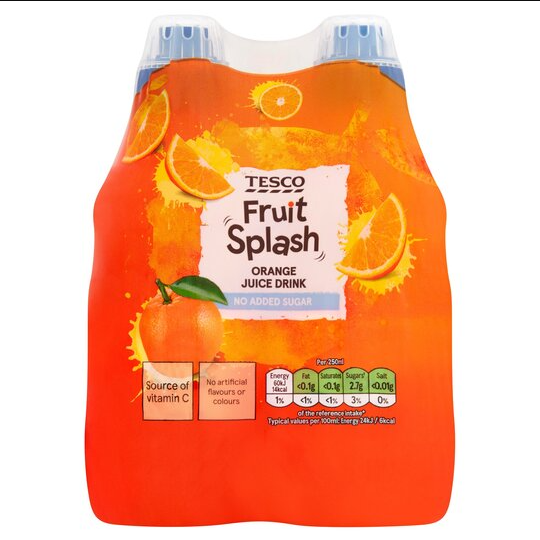 TESCO
Fruit
Splash
ORANGE
JUICE DRINK
NO ADDED SUGAR
Source of
vitamin C
No artificial
flavours or
colours
Per 250ml
Energy Fat Saturates Sugars Salt
60kJ
14kcal <0.1g <0.1g 2.7g <0.01g
1% <1% <1% 3% 0%
of the reference intake*
Typical values per 100ml: Energy 24kJ / 6kcal